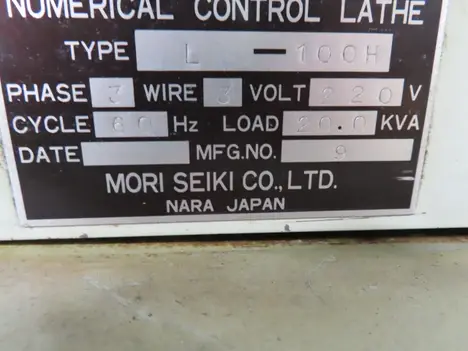 NUMERICAL CONTROL LATHE
TYPE L-100H
PHASE 3 WIRE 3 VOLT 220 V
CYCLE 60 Hz LOAD 20.0 KVA
DATE MFG.NO. 9
MORI SEIKI CO., LTD.
NARA JAPAN